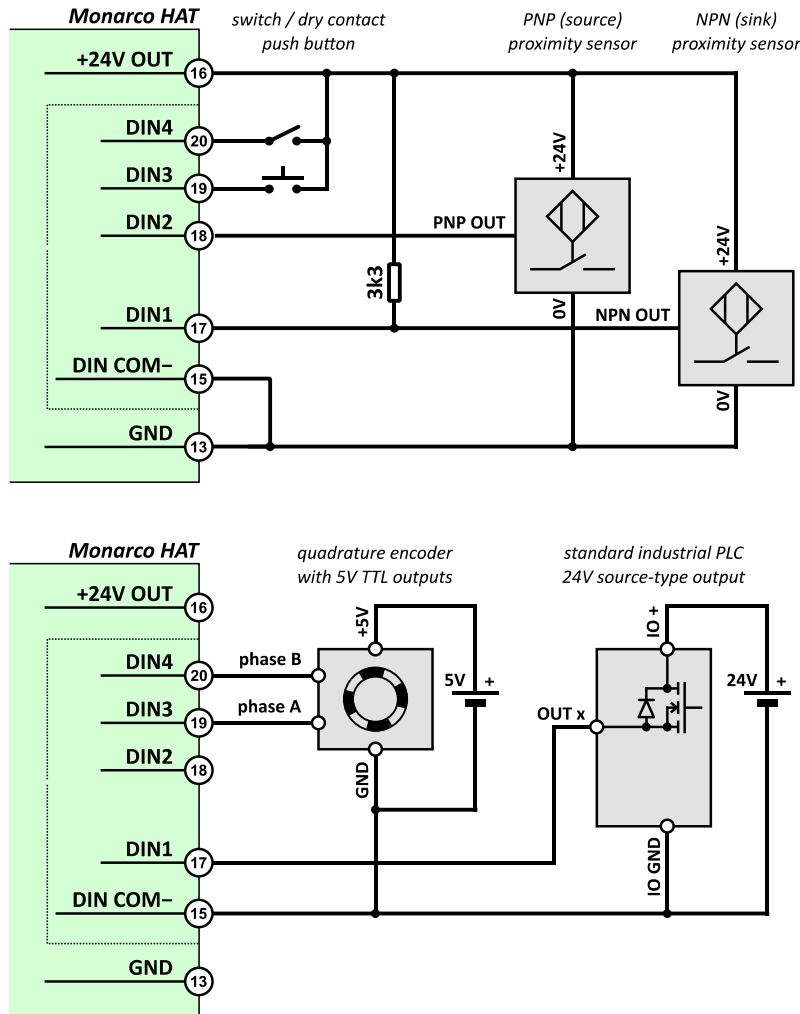 Monarco HAT
switch / dry contact
push button
PNP (source)
proximity sensor
NPN (sink)
proximity sensor
+24V OUT
16
DIN4
20
DIN3
19
DIN2
18
PNP OUT
+24V
0V
3k3
+24V
0V
DIN1
17
NPN OUT
DIN COM–
15
GND
13
Monarco HAT
quadrature encoder
with 5V TTL outputs
standard industrial PLC
24V source-type output
+24V OUT
16
+5V
IO +
DIN4
20
phase B
5V
+
24V
+
DIN3
19
phase A
OUT x
DIN2
18
GND
DIN1
17
IO GND
DIN COM–
15
GND
13